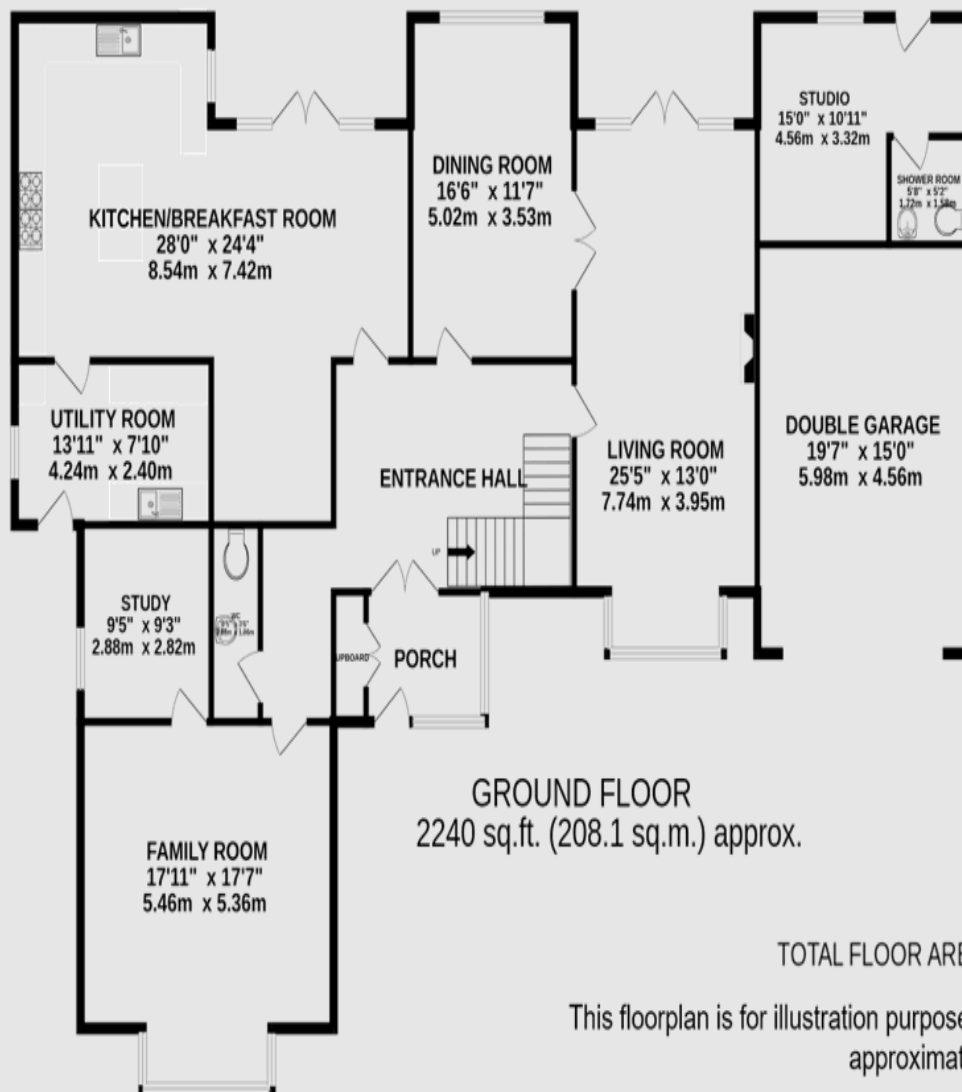 STUDIO
15'0" x 10'11"
4.56m x 3.32m
DINING ROOM
16'6" x 11'7"
5.02m x 3.53m
SHOWER ROOM
5'8" x 5'2"
KITCHEN/BREAKFAST ROOM
28'0" x 24'4"
8.54m x 7.42m
UTILITY ROOM
13'11" x 7'10"
4.24m x 2.40m
ENTRANCE HALL
LIVING ROOM
25'5" x 13'0"
7.74m x 3.95m
DOUBLE GARAGE
19'7" x 15'0"
5.98m x 4.56m
UP
STUDY
9'5" x 9'3"
2.88m x 2.82m
WC
UPBOARD
PORCH
GROUND FLOOR
2240 sq.ft. (208.1 sq.m.) approx.
FAMILY ROOM
17'11" x 17'7"
5.46m x 5.36m
TOTAL FLOOR ARE
This floorplan is for illustration purpose
approximat